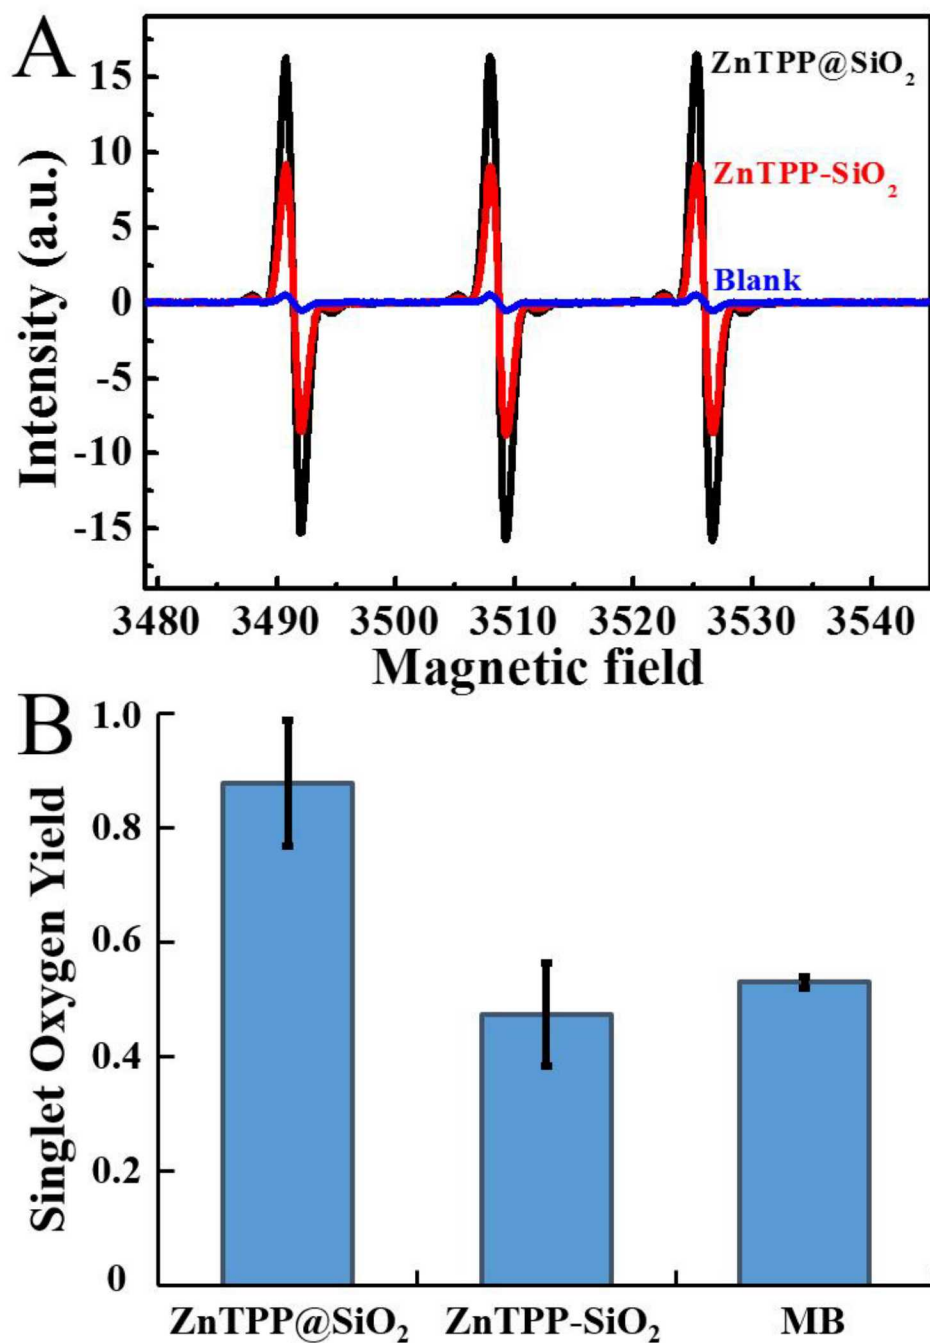 A
ZnTPP@SiO₂
ZnTPP-SiO₂
Blank
Intensity (a.u.)
15
10
5
0
-5
-10
-15
3480 3490 3500 3510 3520 3530 3540
Magnetic field
B
Singlet Oxygen Yield
1.0
0.8
0.6
0.4
0.2
0
ZnTPP@SiO₂ ZnTPP-SiO₂ MB